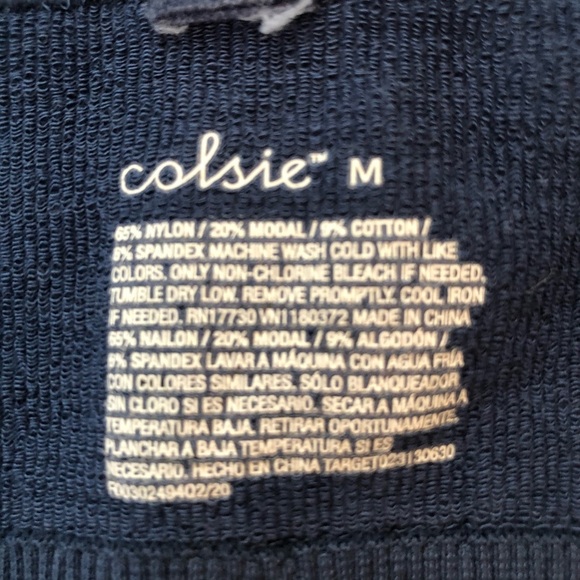 colsie™ M
65% NYLON / 20% MODAL / 9% COTTON /
6% SPANDEX MACHINE WASH COLD WITH LIKE
COLORS. ONLY NON-CHLORINE BLEACH IF NEEDED.
TUMBLE DRY LOW. REMOVE PROMPTLY. COOL IRON
IF NEEDED. RN17730 VN1180372 MADE IN CHINA
65% NAILON / 20% MODAL / 9% ALGODÓN /
6% SPANDEX LAVAR A MÁQUINA CON AGUA FRÍA
CON COLORES SIMILARES. SÓLO BLANQUEADOR
SIN CLORO SI ES NECESARIO. SECAR A MÁQUINA A
TEMPERATURA BAJA. RETIRAR OPORTUNAMENTE.
PLANCHAR A BAJA TEMPERATURA SI ES
NECESARIO. HECHO EN CHINA TARGET023130630